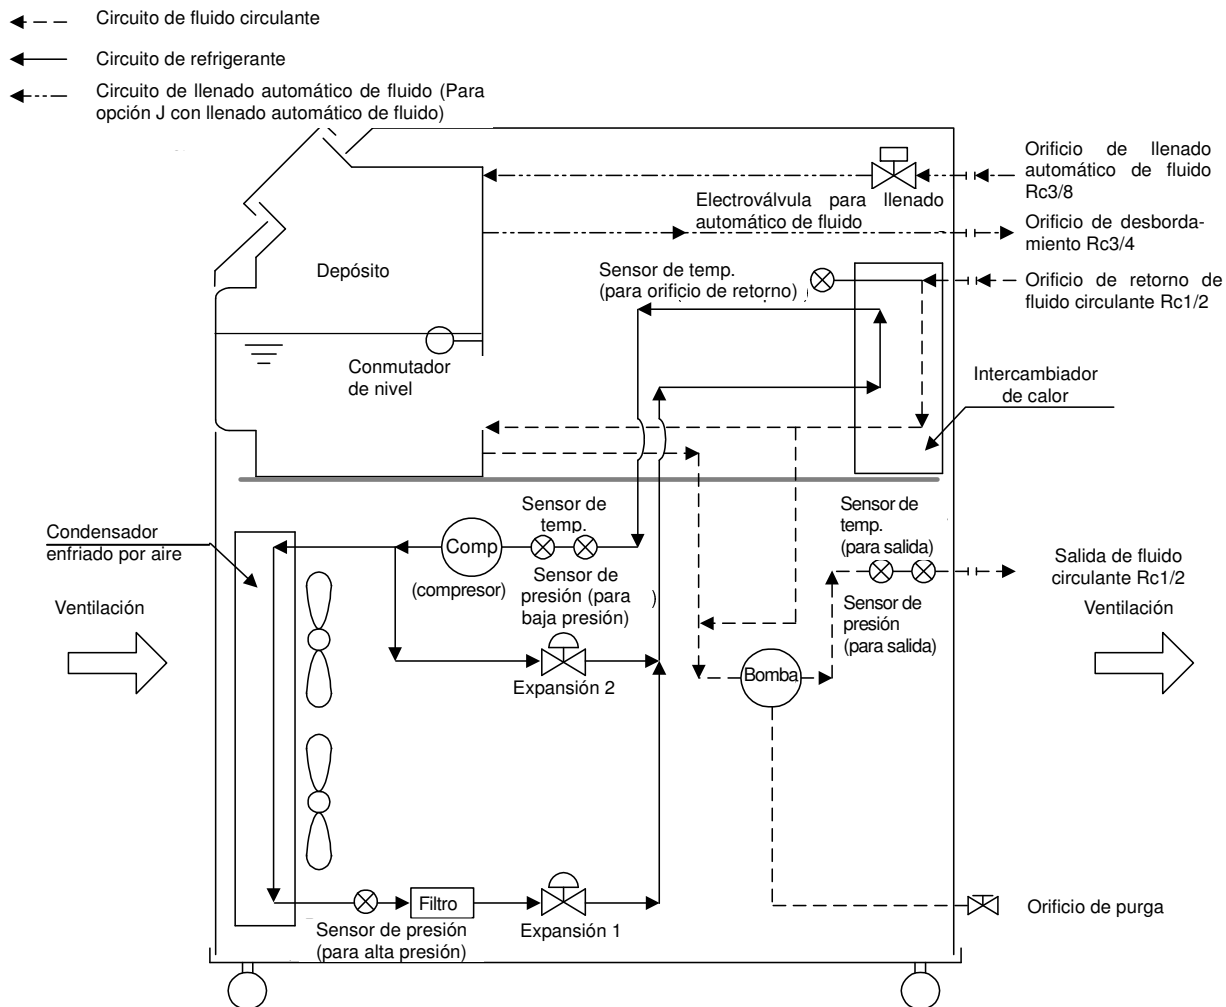 Circuito de fluido circulante
Circuito de refrigerante
Circuito de llenado automático de fluido (Para
opción J con llenado automático de fluido)
Orificio de llenado
automático de fluido
Rc3/8
Electroválvula para llenado
automático de fluido
Orificio de desborda-
miento Rc3/4
Depósito
Sensor de temp.
(para orificio de retorno)
Orificio de retorno de
fluido circulante Rc1/2
Conmutador
de nivel
Intercambiador
de calor
Condensador
enfriado por aire
Comp
(compresor)
Sensor de
temp.
Sensor de
presión (para )
baja presión)
Sensor de
temp.
(para salida)
Sensor de
presión
(para salida)
Salida de fluido
circulante Rc1/2
Ventilación
Ventilación
Expansión 2
Bomba
Filtro
Sensor de presión
(para alta presión)
Expansión 1
Orificio de purga